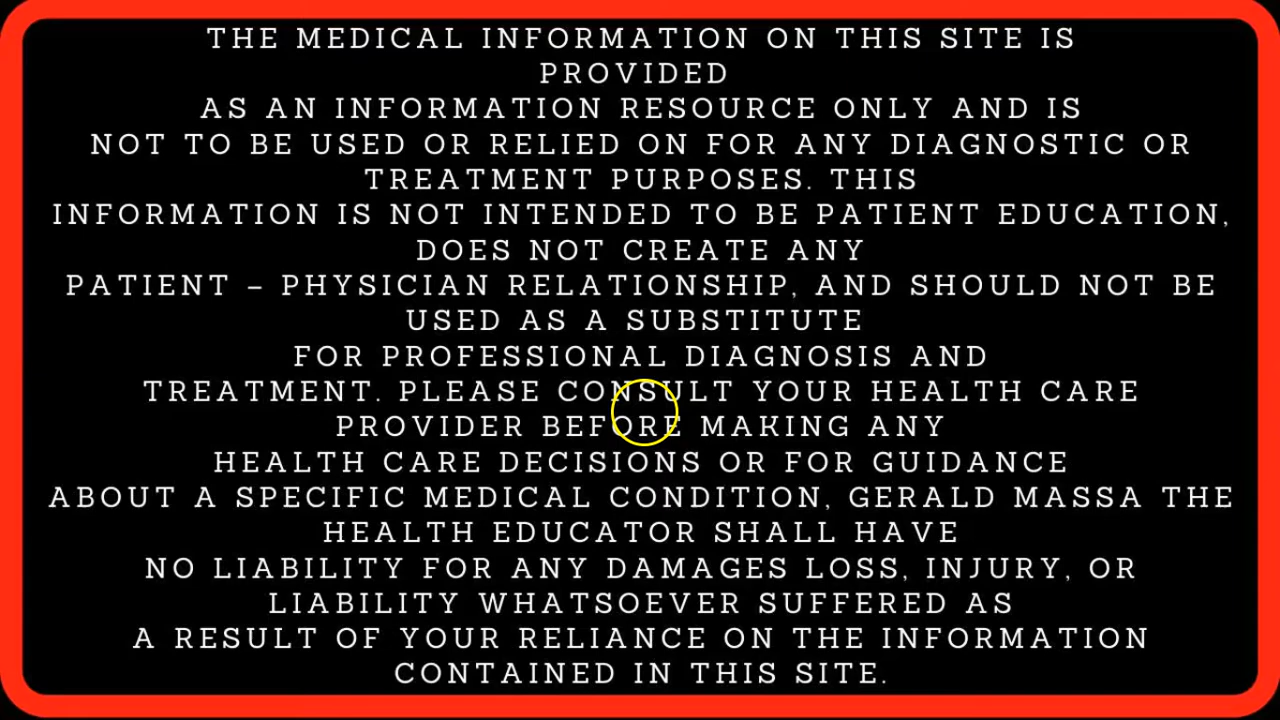 THE MEDICAL INFORMATION ON THIS SITE IS
PROVIDED
AS AN INFORMATION RESOURCE ONLY AND IS
NOT TO BE USED OR RELIED ON FOR ANY DIAGNOSTIC OR
TREATMENT PURPOSES. THIS
INFORMATION IS NOT INTENDED TO BE PATIENT EDUCATION,
DOES NOT CREATE ANY
PATIENT – PHYSICIAN RELATIONSHIP, AND SHOULD NOT BE
USED AS A SUBSTITUTE
FOR PROFESSIONAL DIAGNOSIS AND
TREATMENT. PLEASE CONSULT YOUR HEALTH CARE
PROVIDER BEFORE MAKING ANY
HEALTH CARE DECISIONS OR FOR GUIDANCE
ABOUT A SPECIFIC MEDICAL CONDITION, GERALD MASSA THE
HEALTH EDUCATOR SHALL HAVE
NO LIABILITY FOR ANY DAMAGES LOSS, INJURY, OR
LIABILITY WHATSOEVER SUFFERED AS
A RESULT OF YOUR RELIANCE ON THE INFORMATION
CONTAINED IN THIS SITE.